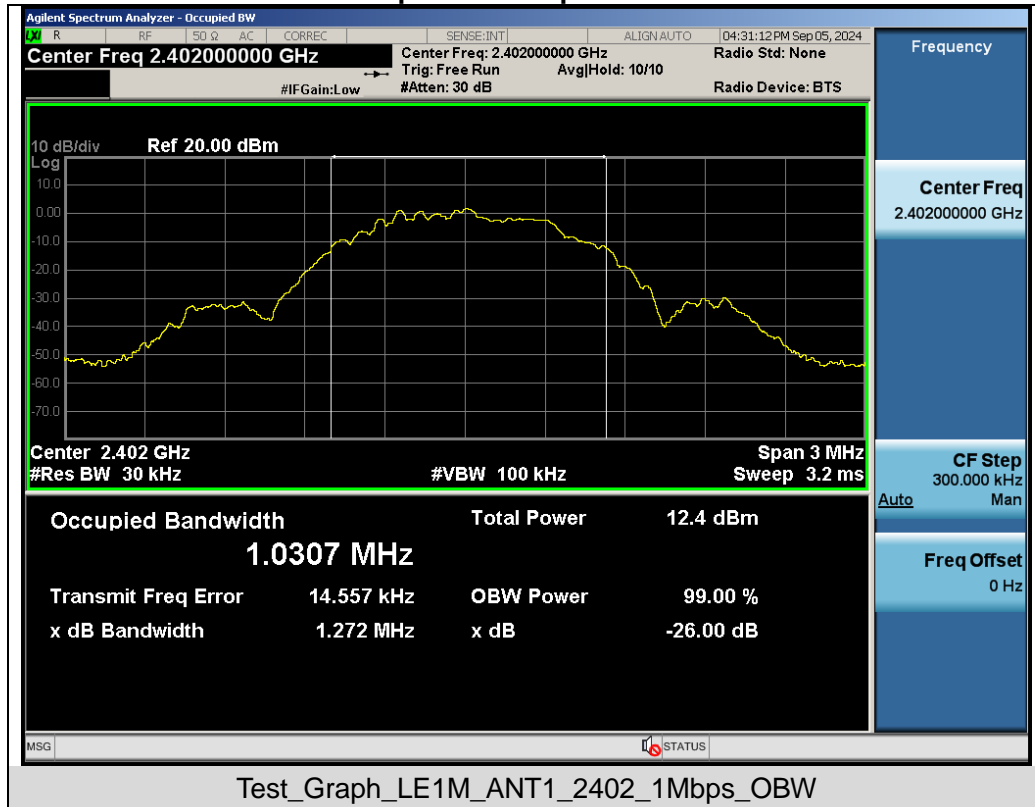 Agilent Spectrum Analyzer - Occupied BW
LXI R RF 50 Ω AC CORREC SENSE:INT ALIGN AUTO 04:31:12 PM Sep 05, 2024
Center Freq 2.402000000 GHz Center Freq: 2.402000000 GHz Radio Std: None Frequency
Trig: Free Run Avg|Hold: 10/10
#IFGain:Low #Atten: 30 dB Radio Device: BTS
10 dB/div Ref 20.00 dBm
Log
10.0
0.00
-10.0
-20.0
-30.0
-40.0
-50.0
-60.0
-70.0
Center 2.402 GHz Span 3 MHz
#Res BW 30 kHz #VBW 100 kHz Sweep 3.2 ms
Center Freq
2.402000000 GHz
CF Step
300.000 kHz
Auto Man
Freq Offset
0 Hz
Occupied Bandwidth Total Power 12.4 dBm
1.0307 MHz
Transmit Freq Error 14.557 kHz OBW Power 99.00 %
x dB Bandwidth 1.272 MHz x dB -26.00 dB
MSG STATUS
Test_Graph_LE1M_ANT1_2402_1Mbps_OBW